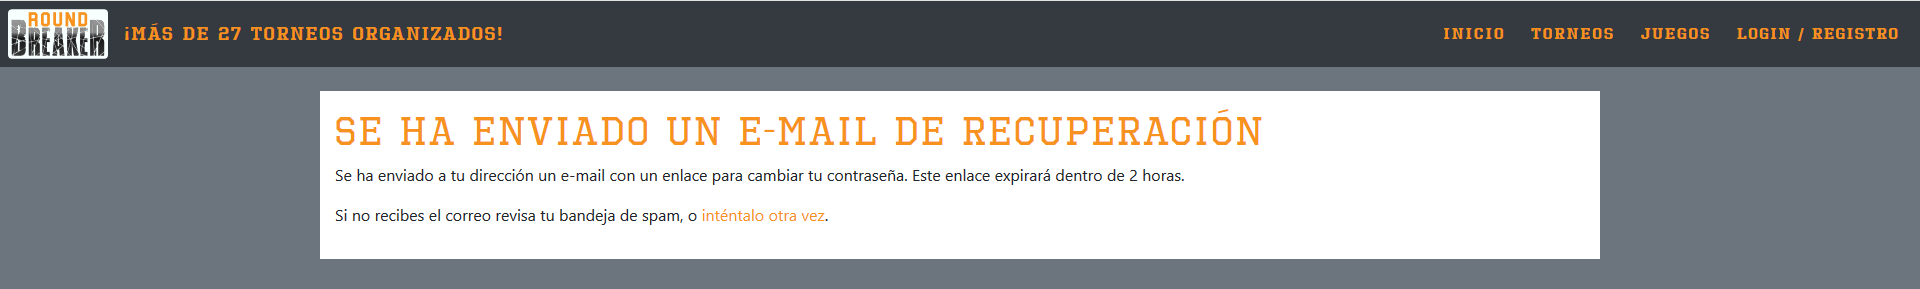 ROUND
BREAKER
¡MÁS DE 27 TORNEOS ORGANIZADOS!
INICIO
TORNEOS
JUEGOS
LOGIN / REGISTRO
SE HA ENVIADO UN E-MAIL DE RECUPERACIÓN
Se ha enviado a tu dirección un e-mail con un enlace para cambiar tu contraseña. Este enlace expirará dentro de 2 horas.
Si no recibes el correo revisa tu bandeja de spam, o inténtalo otra vez.